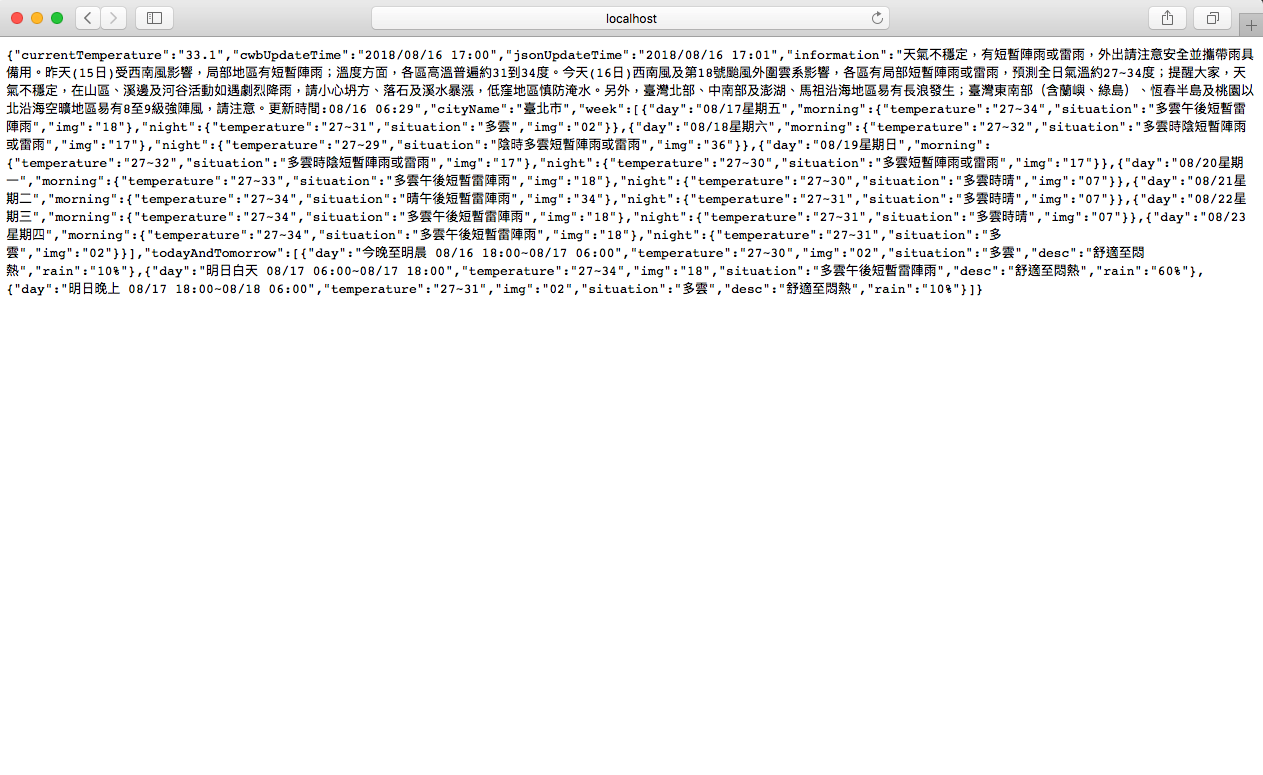 localhost
{"currentTemperature":"33.1","cwbUpdateTime":"2018/08/16 17:00","jsonUpdateTime":"2018/08/16 17:01","information":"天氣不穩定，有短暫陣雨或雷雨，外出請注意安全並攜帶雨具
備用。昨天(15日)受西南風影響，局部地區有短暫陣雨；溫度方面，各區高溫普遍約31到34度。今天(16日)西南風及第18號颱風外圍雲系影響，各區有局部短暫陣雨或雷雨，預測全日氣溫約27~34度；提醒大家，天
氣不穩定，在山區、溪邊及河谷活動如遇劇烈降雨，請小心坍方、落石及溪水暴漲，低窪地區慎防淹水。另外，臺灣北部、中南部及澎湖、馬祖沿海地區易有長浪發生；臺灣東南部（含蘭嶼、綠島）、恆春半島及桃園以
北沿海空曠地區易有8至9級強陣風，請注意。更新時間:08/16 06:29","cityName":"臺北市","week":[{"day":"08/17星期五","morning":{"temperature":"27~34","situation":"多雲午後短暫雷
陣雨","img":"18"},"night":{"temperature":"27~31","situation":"多雲","img":"02"}},{"day":"08/18星期六","morning":{"temperature":"27~32","situation":"多雲時陰短暫陣雨
或雷雨","img":"17"},"night":{"temperature":"27~29","situation":"陰時多雲短暫陣雨或雷雨","img":"36"}},{"day":"08/19星期日","morning":
{"temperature":"27~32","situation":"多雲時陰短暫陣雨或雷雨","img":"17"},"night":{"temperature":"27~30","situation":"多雲短暫陣雨或雷雨","img":"17"}},{"day":"08/20星期
一","morning":{"temperature":"27~33","situation":"多雲午後短暫雷陣雨","img":"18"},"night":{"temperature":"27~30","situation":"多雲時晴","img":"07"}},{"day":"08/21星
期二","morning":{"temperature":"27~34","situation":"晴午後短暫雷陣雨","img":"34"},"night":{"temperature":"27~31","situation":"多雲時晴","img":"07"}},{"day":"08/22星
期三","morning":{"temperature":"27~34","situation":"多雲午後短暫雷陣雨","img":"18"},"night":{"temperature":"27~31","situation":"多雲時晴","img":"07"}},{"day":"08/23
星期四","morning":{"temperature":"27~34","situation":"多雲午後短暫雷陣雨","img":"18"},"night":{"temperature":"27~31","situation":"多
雲","img":"02"}}],"todayAndTomorrow":[{"day":"今晚至明晨 08/16 18:00~08/17 06:00","temperature":"27~30","img":"02","situation":"多雲","desc":"舒適至悶
熱","rain":"10%"},{"day":"明日白天 08/17 06:00~08/17 18:00","temperature":"27~34","img":"18","situation":"多雲午後短暫雷陣雨","desc":"舒適至悶熱","rain":"60%"},
{"day":"明日晚上 08/17 18:00~08/18 06:00","temperature":"27~31","img":"02","situation":"多雲","desc":"舒適至悶熱","rain":"10%"}]}